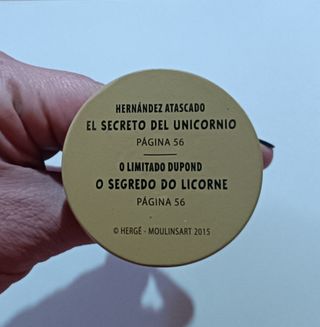 HERNÁNDEZ ATASCADO
EL SECRETO DEL UNICORNIO
PÁGINA 56
O LIMITADO DUPOND
O SEGREDO DO LICORNE
PÁGINA 56
© HERGÉ - MOULINSART 2015